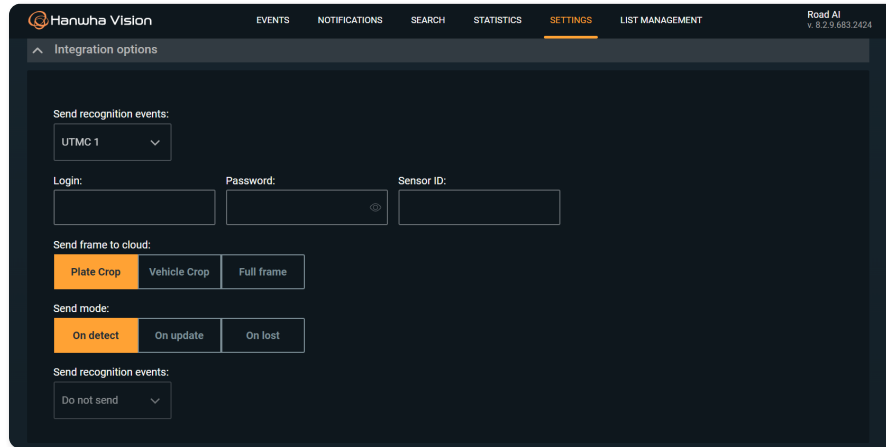 Hanwha Vision EVENTS NOTIFICATIONS SEARCH STATISTICS SETTINGS LIST MANAGEMENT Road AI
v. 8.2.9.683.2424
Integration options
Send recognition events:
UTMC 1
Login: Password: Sensor ID:
Send frame to cloud:
Plate Crop Vehicle Crop Full frame
Send mode:
On detect On update On lost
Send recognition events:
Do not send